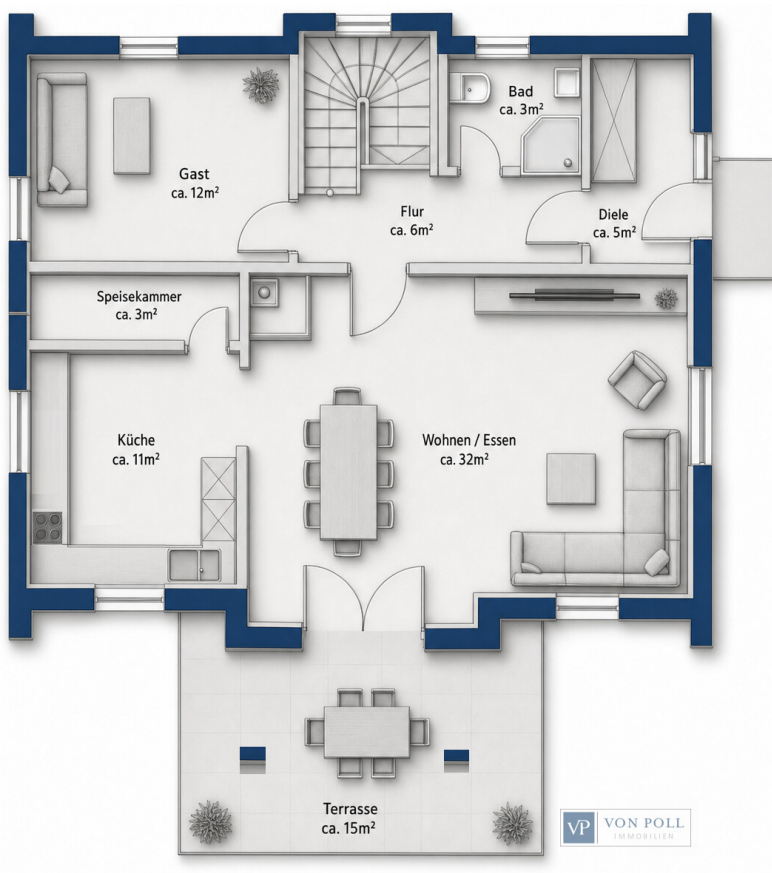 Bad
ca. 3m²
Gast
ca. 12m²
Flur
ca. 6m²
Diele
ca. 5m²
Speisekammer
ca. 3m²
Küche
ca. 11m²
Wohnen / Essen
ca. 32m²
Terrasse
ca. 15m²
VP VON POLL
IMMOBILIEN